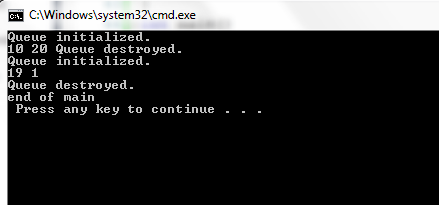 C:\Windows\system32\cmd.exe
Queue initialized.
10 20 Queue destroyed.
Queue initialized.
19 1
Queue destroyed.
end of main
 Press any key to continue . . .